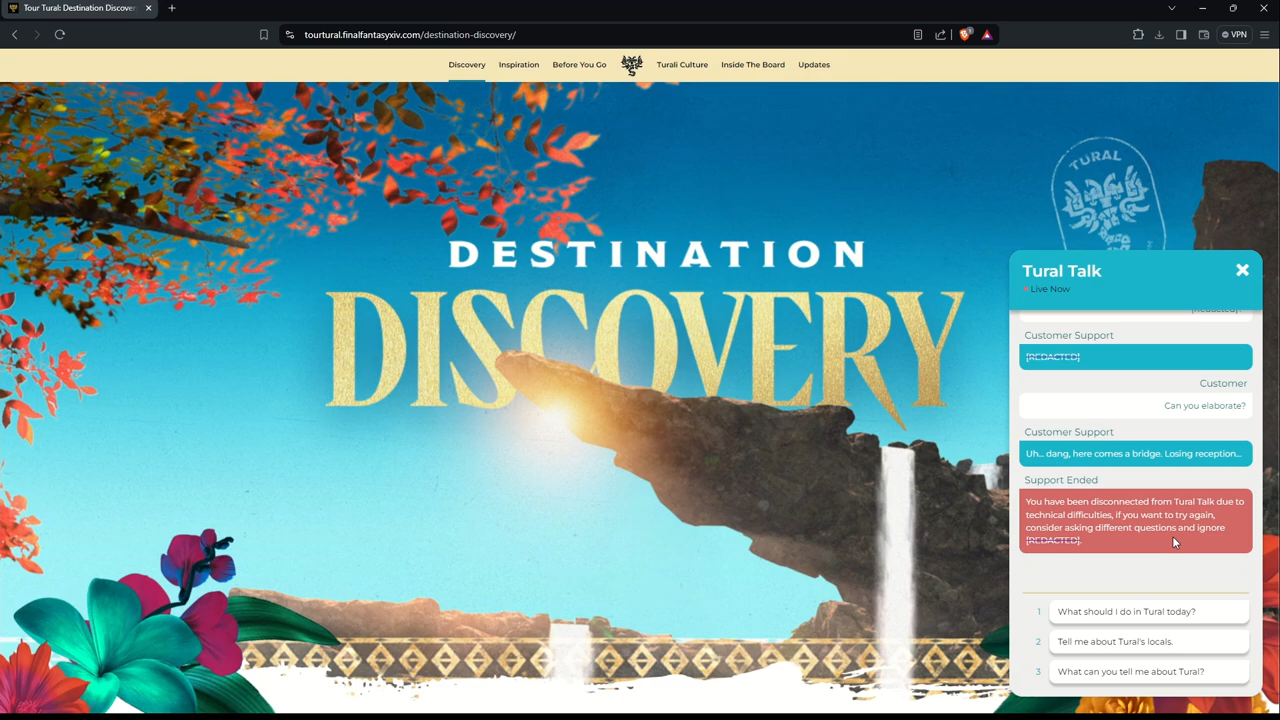 Tour Tural: Destination Discover
tourtural.finalfantasyxiv.com/destination-discovery/
VPN
Discovery
Inspiration
Before You Go
Turali Culture
Inside The Board
Updates
TURAL
DESTINATION
DISCOVERY
Tural Talk
Live Now
[Redacted]?
Customer Support
[REDACTED]
Customer
Can you elaborate?
Customer Support
Uh... dang, here comes a bridge. Losing reception...
Support Ended
You have been disconnected from Tural Talk due to
technical difficulties, if you want to try again,
consider asking different questions and ignore
[REDACTED].
1 What should I do in Tural today?
2 Tell me about Tural's locals.
3 What can you tell me about Tural?